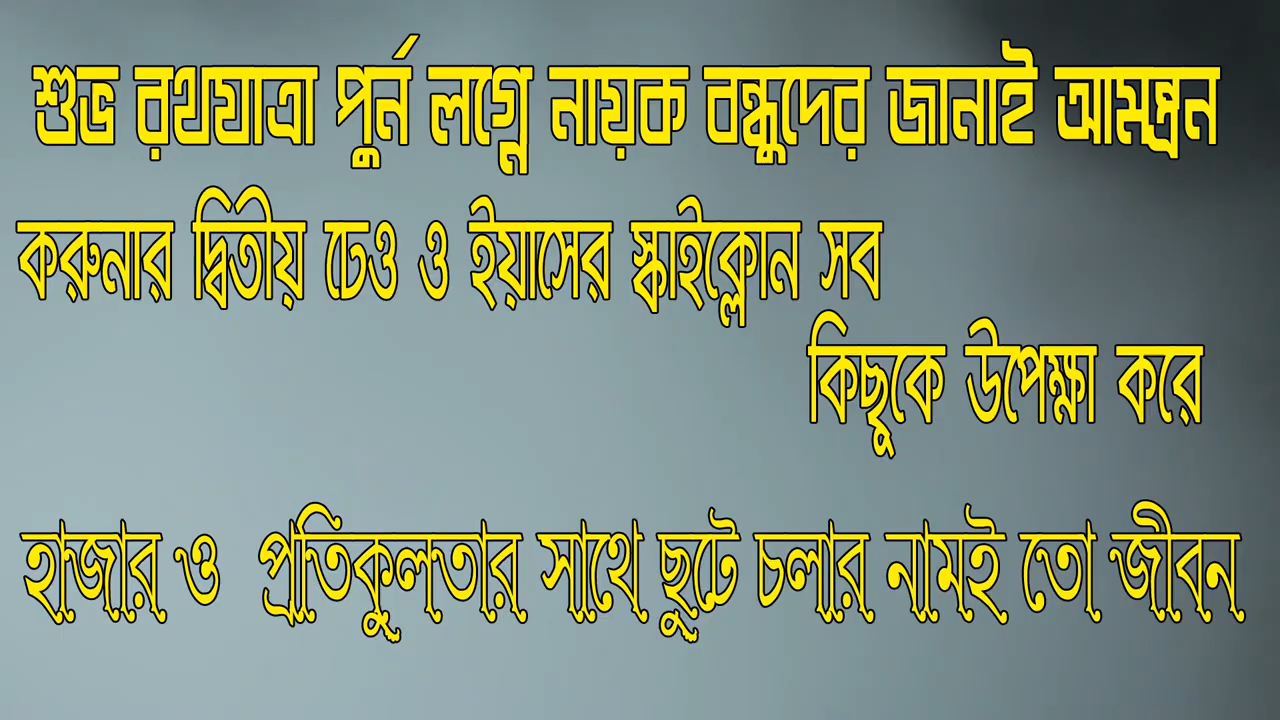 শুভ রথযাত্রা পুর্ন লগ্নে নায়ক বন্ধুদের জানাই আমন্ত্রন
করুনার দ্বিতীয় ঢেও ও ইয়াসের স্কাইক্লোন সব
কিছুকে উপেক্ষা করে
হাজার ও প্রতিকুলতার সাথে ছুটে চলার নামই তো জীবন